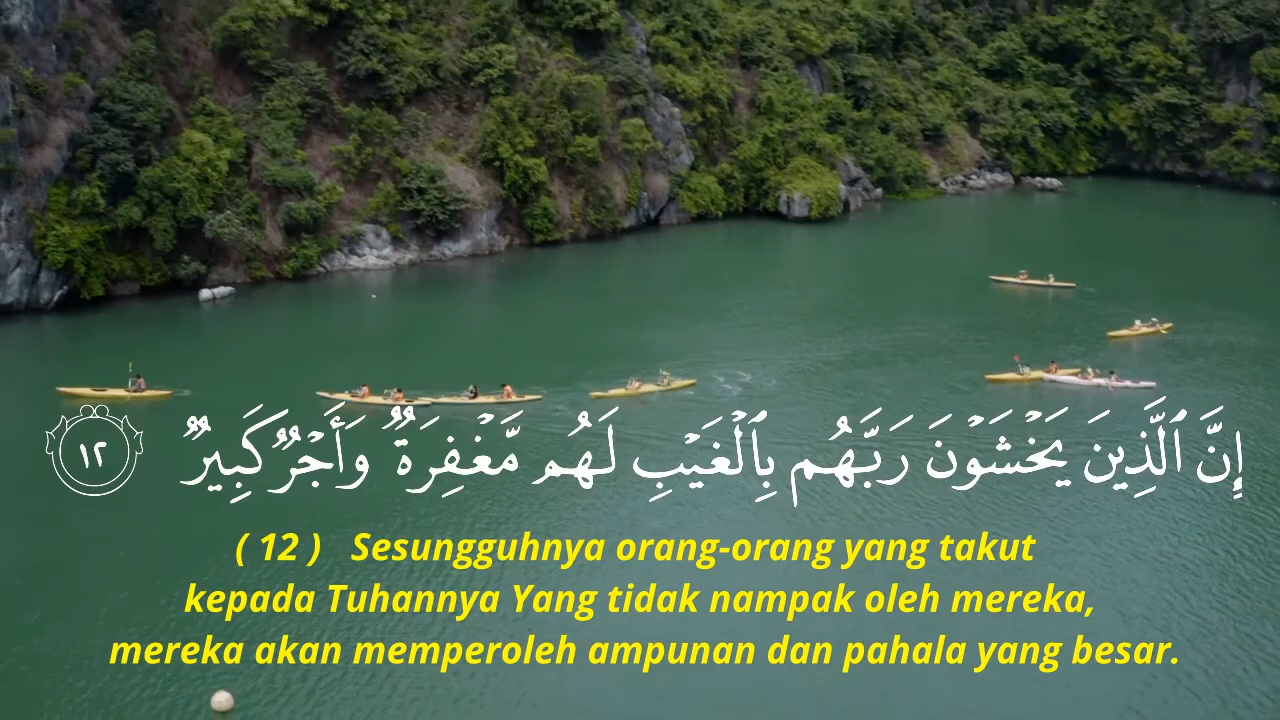 إِنَّ ٱلَّذِينَ يَخْشَوْنَ رَبَّهُم بِٱلْغَيْبِ لَهُم مَّغْفِرَةٌ وَأَجْرٌ كَبِيرٌ ١٢
( 12 ) Sesungguhnya orang-orang yang takut
kepada Tuhannya Yang tidak nampak oleh mereka,
mereka akan memperoleh ampunan dan pahala yang besar.